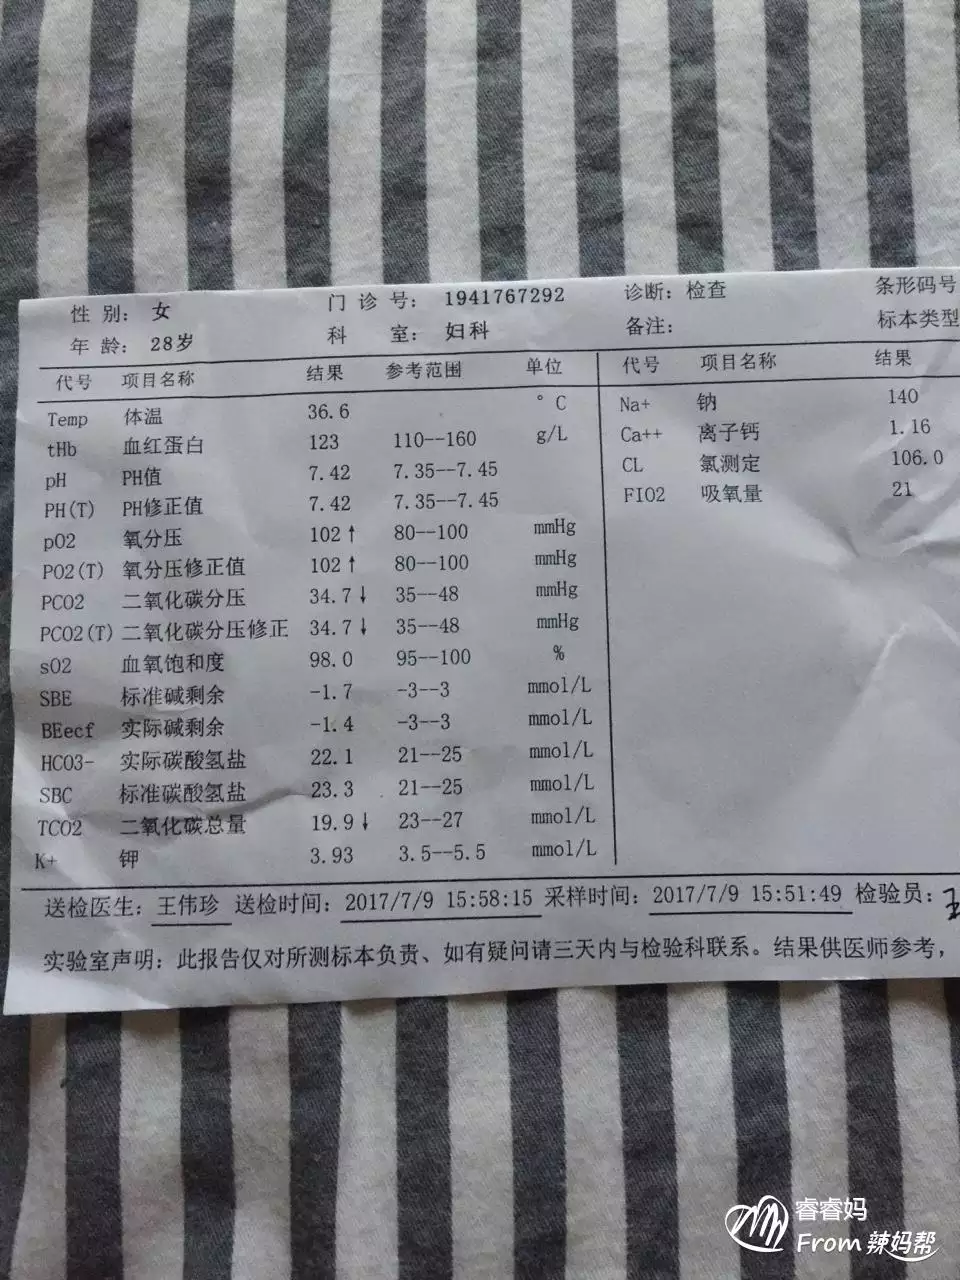 性 别： 女 门 诊 号： 1941767292 诊断：检查 条形码号
年 龄： 28岁 科 室： 妇科 备注： 标本类型
代号 项目名称 结果 参考范围 单位 代号 项目名称 结果
Temp 体温 36.6 °C Na+ 钠 140
tHb 血红蛋白 123 110--160 g/L Ca++ 离子钙 1.16
pH PH值 7.42 7.35--7.45 CL 氯测定 106.0
PH(T) PH修正值 7.42 7.35--7.45 FIO2 吸氧量 21
pO2 氧分压 102↑ 80--100 mmHg
PO2(T) 氧分压修正值 102↑ 80--100 mmHg
PCO2 二氧化碳分压 34.7↓ 35--48 mmHg
PCO2(T) 二氧化碳分压修正 34.7↓ 35--48 mmHg
sO2 血氧饱和度 98.0 95--100 %
SBE 标准碱剩余 -1.7 -3--3 mmol/L
BEecf 实际碱剩余 -1.4 -3--3 mmol/L
HCO3- 实际碳酸氢盐 22.1 21--25 mmol/L
SBC 标准碳酸氢盐 23.3 21--25 mmol/L
TCO2 二氧化碳总量 19.9↓ 23--27 mmol/L
K+ 钾 3.93 3.5--5.5 mmol/L
送检医生：王伟珍 送检时间：2017/7/9 15:58:15 采样时间：2017/7/9 15:51:49 检验员：
实验室声明：此报告仅对所测标本负责、如有疑问请三天内与检验科联系。结果供医师参考，
睿睿妈
From 辣妈帮